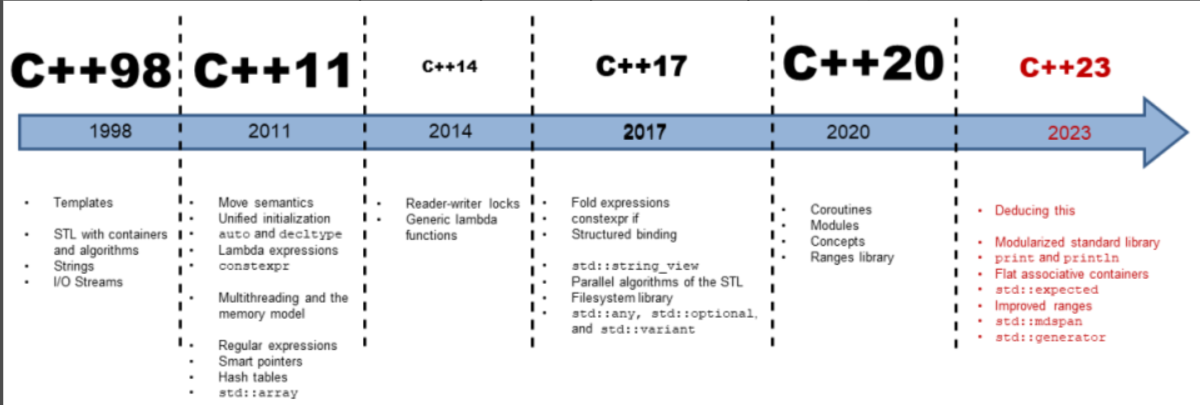 C++98
C++11
C++14
C++17
C++20
C++23
1998
2011
2014
2017
2020
2023
• Templates
• STL with containers
and algorithms
• Strings
• I/O Streams
• Move semantics
• Unified initialization
• auto and decltype
• Lambda expressions
• constexpr
• Multithreading and the
memory model
• Regular expressions
• Smart pointers
• Hash tables
• std::array
• Reader-writer locks
• Generic lambda
functions
• Fold expressions
• constexpr if
• Structured binding
• std::string_view
• Parallel algorithms of the STL
• Filesystem library
• std::any, std::optional,
and std::variant
• Coroutines
• Modules
• Concepts
• Ranges library
• Deducing this
• Modularized standard library
• print and println
• Flat associative containers
• std::expected
• Improved ranges
• std::mdspan
• std::generator